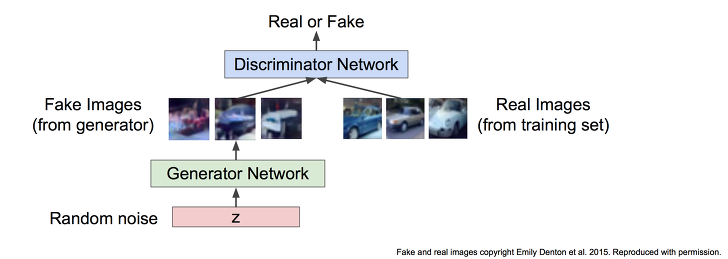 Real or Fake
Discriminator Network
Fake Images
(from generator)
Real Images
(from training set)
Generator Network
Random noise
z
Fake and real images copyright Emily Denton et al. 2015. Reproduced with permission.